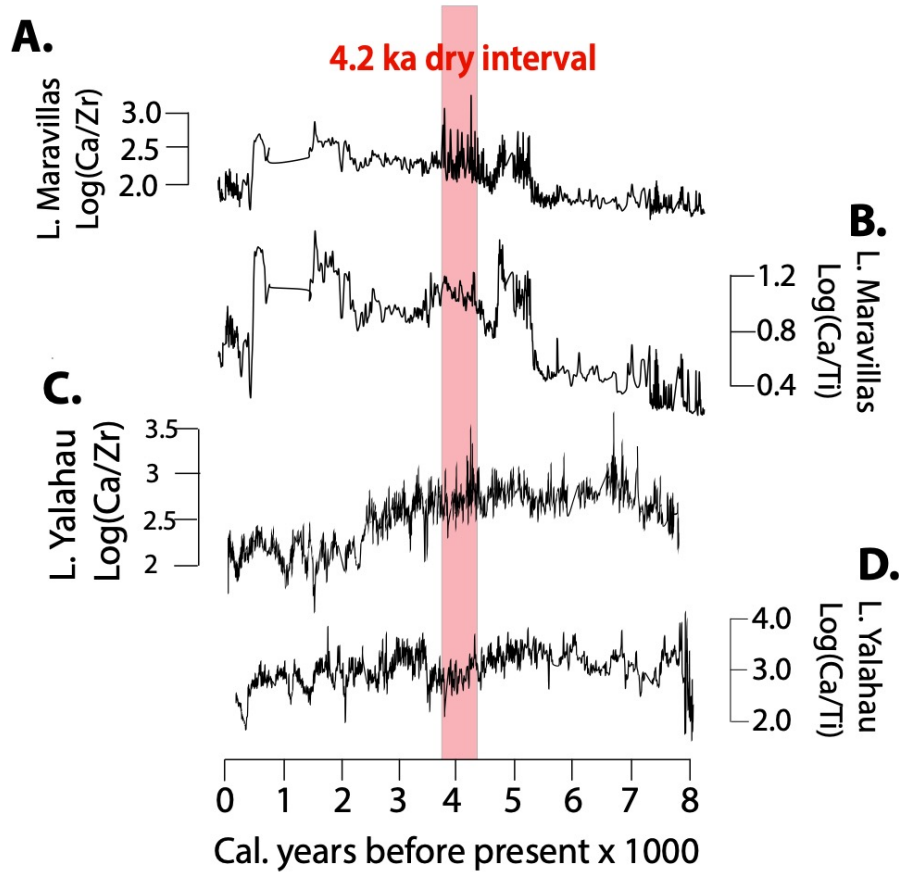 A.
4.2 ka dry interval
L. Maravillas
Log(Ca/Zr)
3.0
2.5
2.0
B.
L. Maravillas
Log(Ca/Ti)
1.2
0.8
0.4
C.
L. Yalahau
Log(Ca/Zr)
3.5
3
2.5
2
D.
L. Yalahau
Log(Ca/Ti)
4.0
3.0
2.0
0 1 2 3 4 5 6 7 8
Cal. years before present x 1000